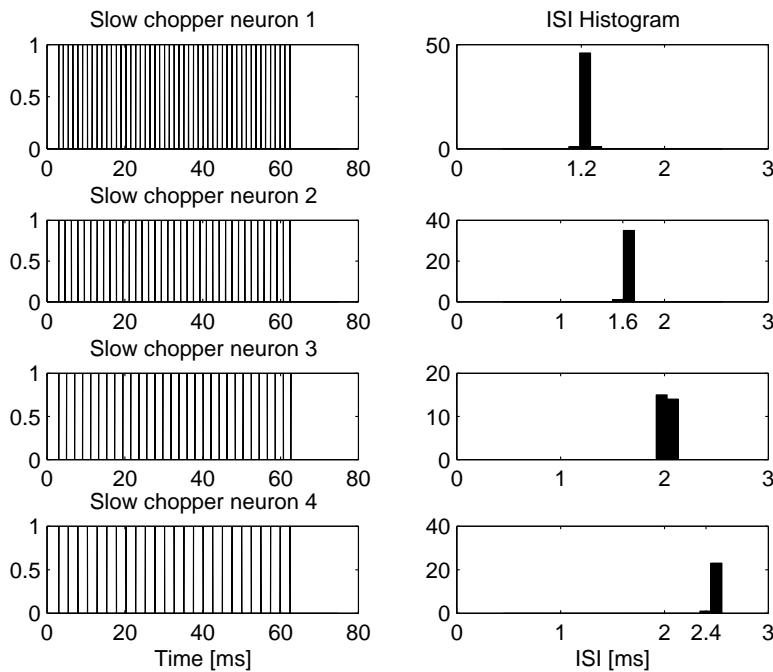 Slow chopper neuron 1
ISI Histogram
1
0.5
0
0 20 40 60 80
50
0
0 1.2 2 3
Slow chopper neuron 2
1
0.5
0
0 20 40 60 80
40
20
0
0 1 1.6 2 3
Slow chopper neuron 3
1
0.5
0
0 20 40 60 80
20
10
0
0 1 2 3
Slow chopper neuron 4
1
0.5
0
0 20 40 60 80
Time [ms]
40
20
0
0 1 2 2.4 3
ISI [ms]